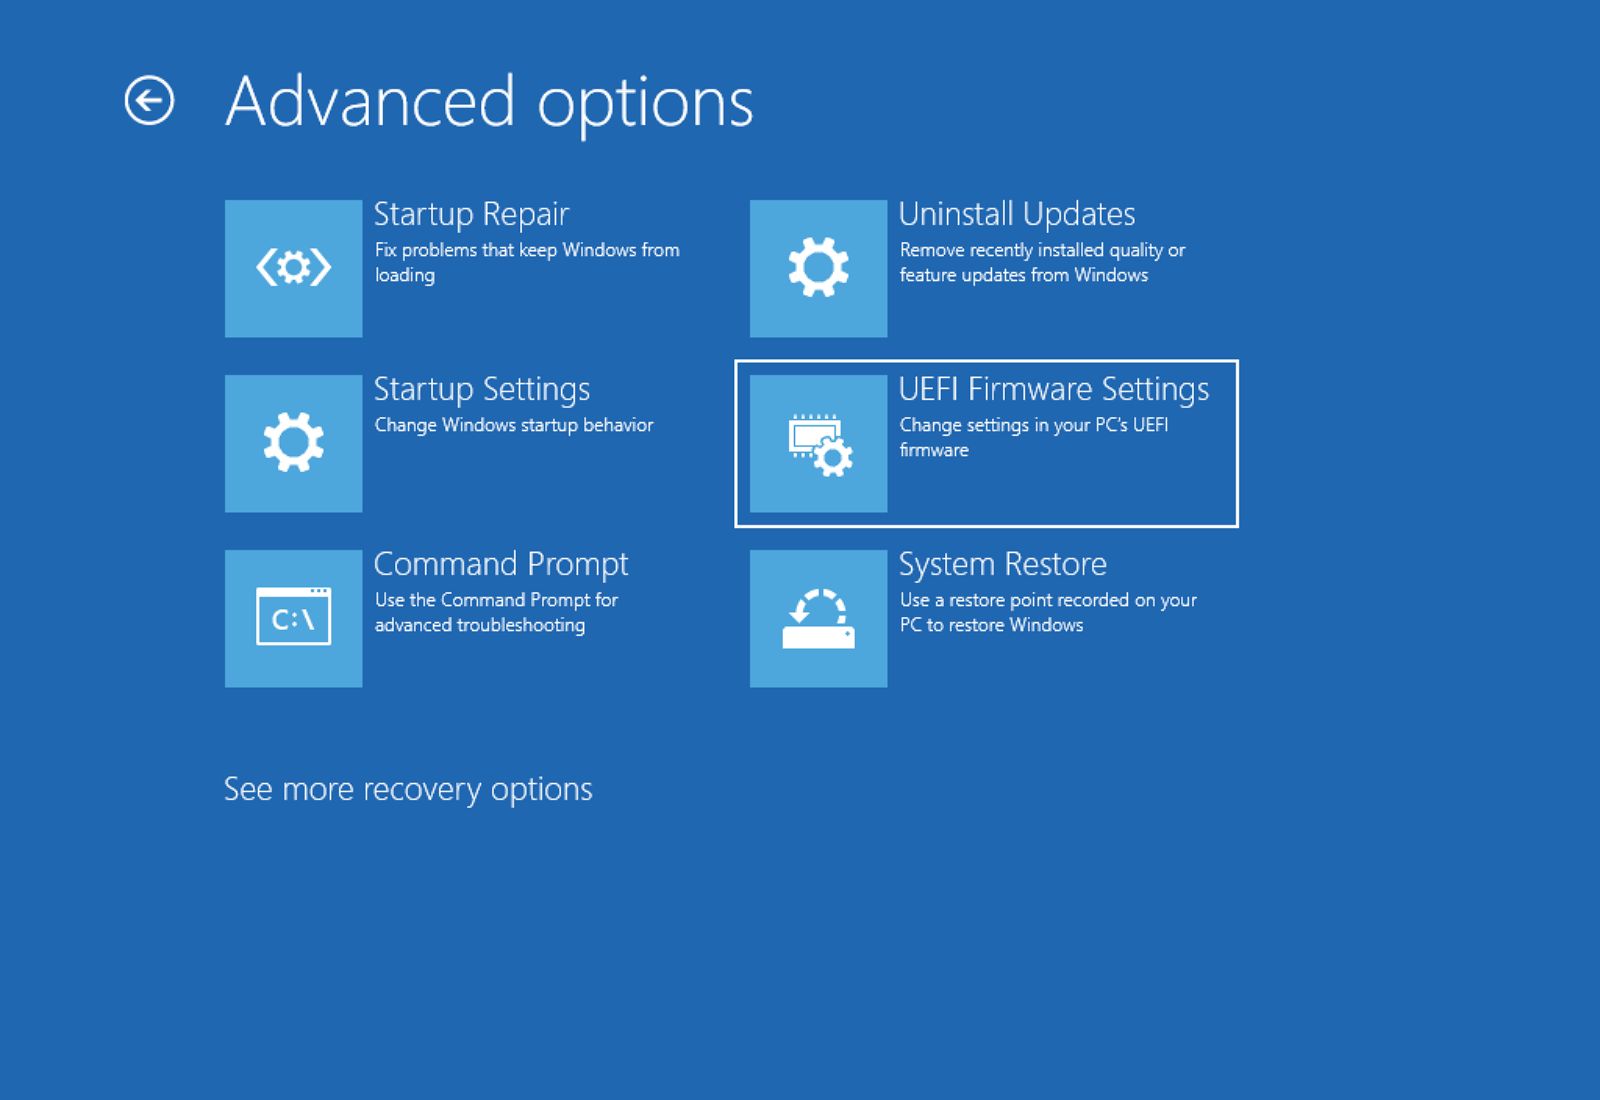 Advanced options
Startup Repair
Fix problems that keep Windows from
loading
Uninstall Updates
Remove recently installed quality or
feature updates from Windows
Startup Settings
Change Windows startup behavior
UEFI Firmware Settings
Change settings in your PC's UEFI
firmware
C:\
Command Prompt
Use the Command Prompt for
advanced troubleshooting
System Restore
Use a restore point recorded on your
PC to restore Windows
See more recovery options